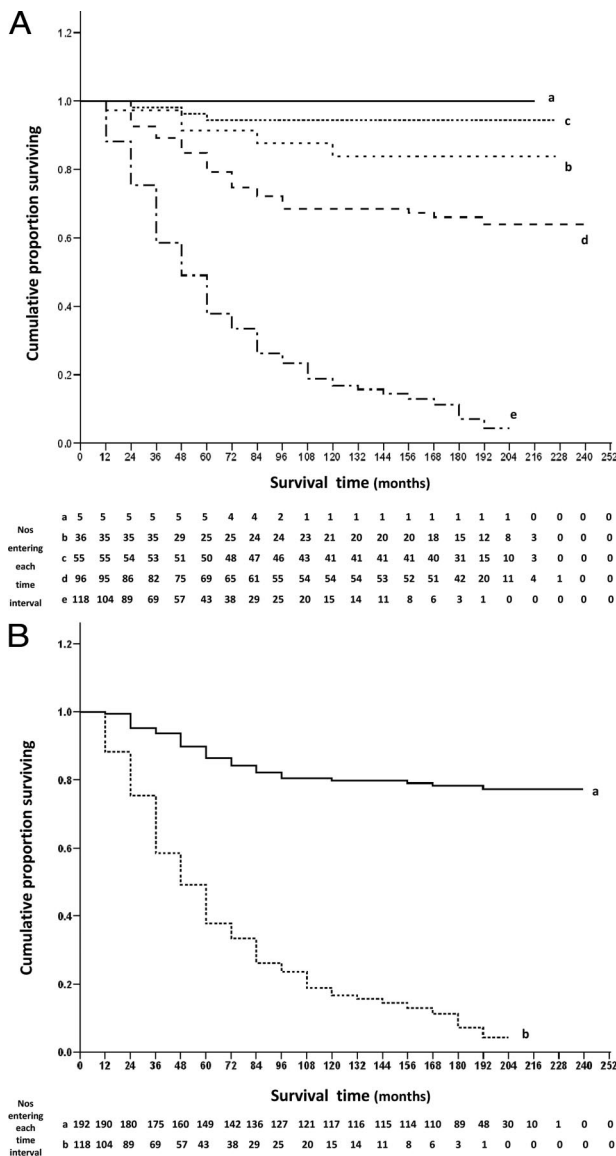 A
1.2
1.0
0.8
0.6
0.4
0.2
0.0
Cumulative proportion surviving
a
c
b
d
e
0 12 24 36 48 60 72 84 96 108 120 132 144 156 168 180 192 204 216 228 240 252
Survival time (months)
Nos entering each time interval
a 5 5 5 5 5 5 4 4 2 1 1 1 1 1 1 1 1 1 0 0 0 0
b 36 35 35 35 29 25 25 24 24 23 21 20 20 20 18 15 12 8 3 0 0 0
c 55 55 54 53 51 50 48 47 46 43 41 41 41 41 40 31 15 10 3 0 0 0
d 96 95 86 82 75 69 65 61 55 54 54 54 53 52 51 42 20 11 4 1 0 0
e 118 104 89 69 57 43 38 29 25 20 15 14 11 8 6 3 1 0 0 0 0 0
B
1.2
1.0
0.8
0.6
0.4
0.2
0.0
Cumulative proportion surviving
a
b
0 12 24 36 48 60 72 84 96 108 120 132 144 156 168 180 192 204 216 228 240 252
Survival time (months)
Nos entering each time interval
a 192 190 180 175 160 149 142 136 127 121 117 116 115 114 110 89 48 30 10 1 0 0
b 118 104 89 69 57 43 38 29 25 20 15 14 11 8 6 3 1 0 0 0 0 0